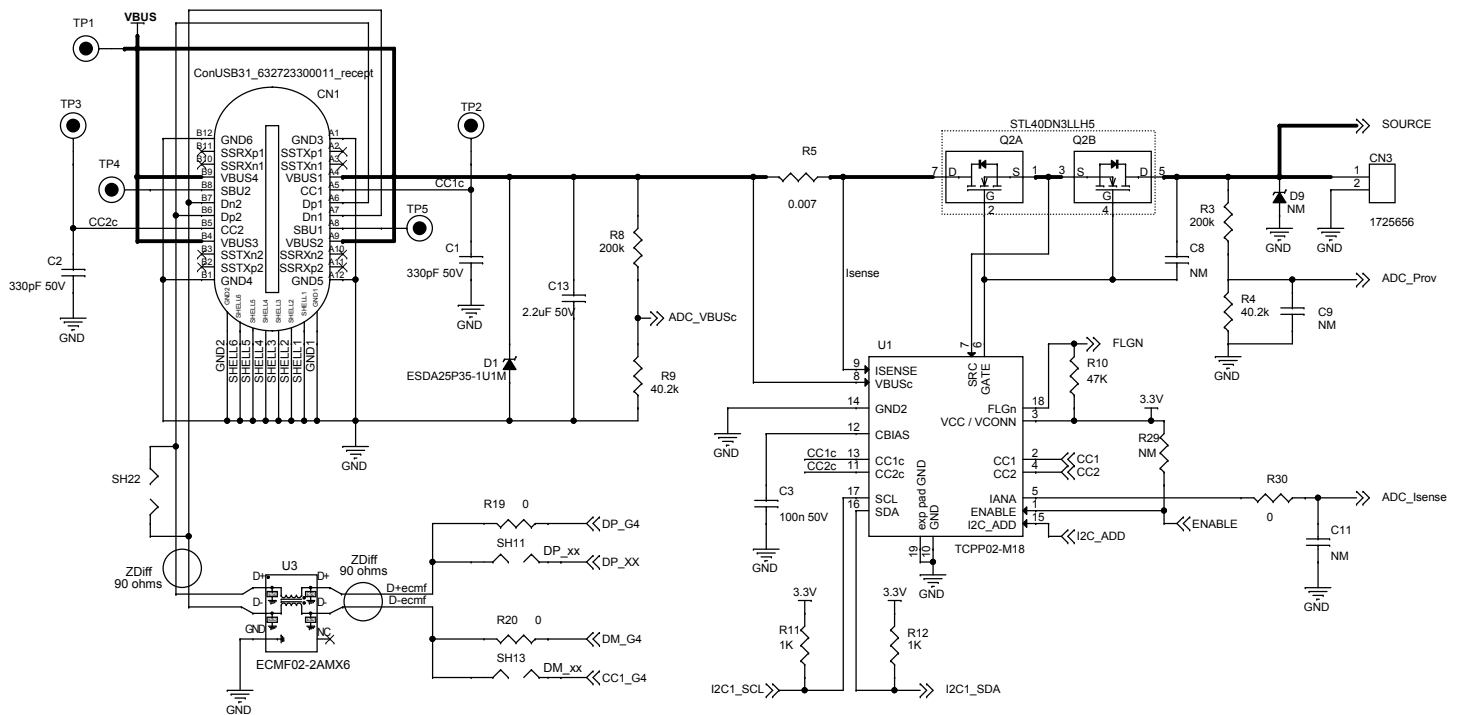 VBUS
TP1
ConUSB31_632723300011_recept
CN1
TP3
TP2
TP4
TP5
B12
B11
B10
B9
B8
B7
B6
B5
B4
B3
B2
B1
GND6
SSRXp1
SSRXn1
VBUS4
SBU2
Dn2
Dp2
CC2
VBUS3
SSTXn2
SSTXp2
GND4
GND3
SSTXp1
SSTXn1
VBUS1
CC1
Dp1
Dn1
SBU1
VBUS2
SSRXn2
SSRXp2
GND5
A1
A2
A3
A4
A5
A6
A7
A8
A9
A10
A11
A12
GND2
SHELL6
SHELL5
SHELL4
SHELL3
SHELL2
SHELL1
GND1
GND2
SHELL6
SHELL5
SHELL4
SHELL3
SHELL2
SHELL1
GND1
CC1c
CC2c
C2
330pF 50V
GND
C1
330pF 50V
GND
C13
2.2uF 50V
D1
ESDA25P35-1U1M
R8
200k
ADC_VBUSc
R9
40.2k
GND
R5
0.007
Isense
STL40DN3LLH5
Q2A
Q2B
7
D
S
1
3
S
D
5
G
2
G
4
SOURCE
CN3
1
2
1725656
D9
NM
GND
GND
R3
200k
C8
NM
ADC_Prov
R4
40.2k
C9
NM
GND
U1
7
6
SRC
GATE
9
8
14
12
13
11
17
16
ISENSE
VBUSc
GND2
CBIAS
CC1c
CC2c
SCL
SDA
exp pad GND
GND
19
10
FLGn
VCC / VCONN
CC1
CC2
IANA
ENABLE
I2C_ADD
18
3
2
4
5
1
15
TCPP02-M18
GND
GND
CC1c
CC2c
C3
100n 50V
GND
FLGN
R10
47K
3.3V
R29
NM
CC1
CC2
ENABLE
I2C_ADD
R30
0
ADC_Isense
C11
NM
GND
3.3V
3.3V
R11
1K
R12
1K
I2C1_SCL
I2C1_SDA
SH22
ZDiff
90 ohms
U3
D+
D+
D-
D-
GND
NC
ECMF02-2AMX6
GND
ZDiff
90 ohms
D+ecmf
D-ecmf
R19
0
DP_G4
SH11
DP_xx
DP_XX
R20
0
DM_G4
SH13
DM_xx
CC1_G4